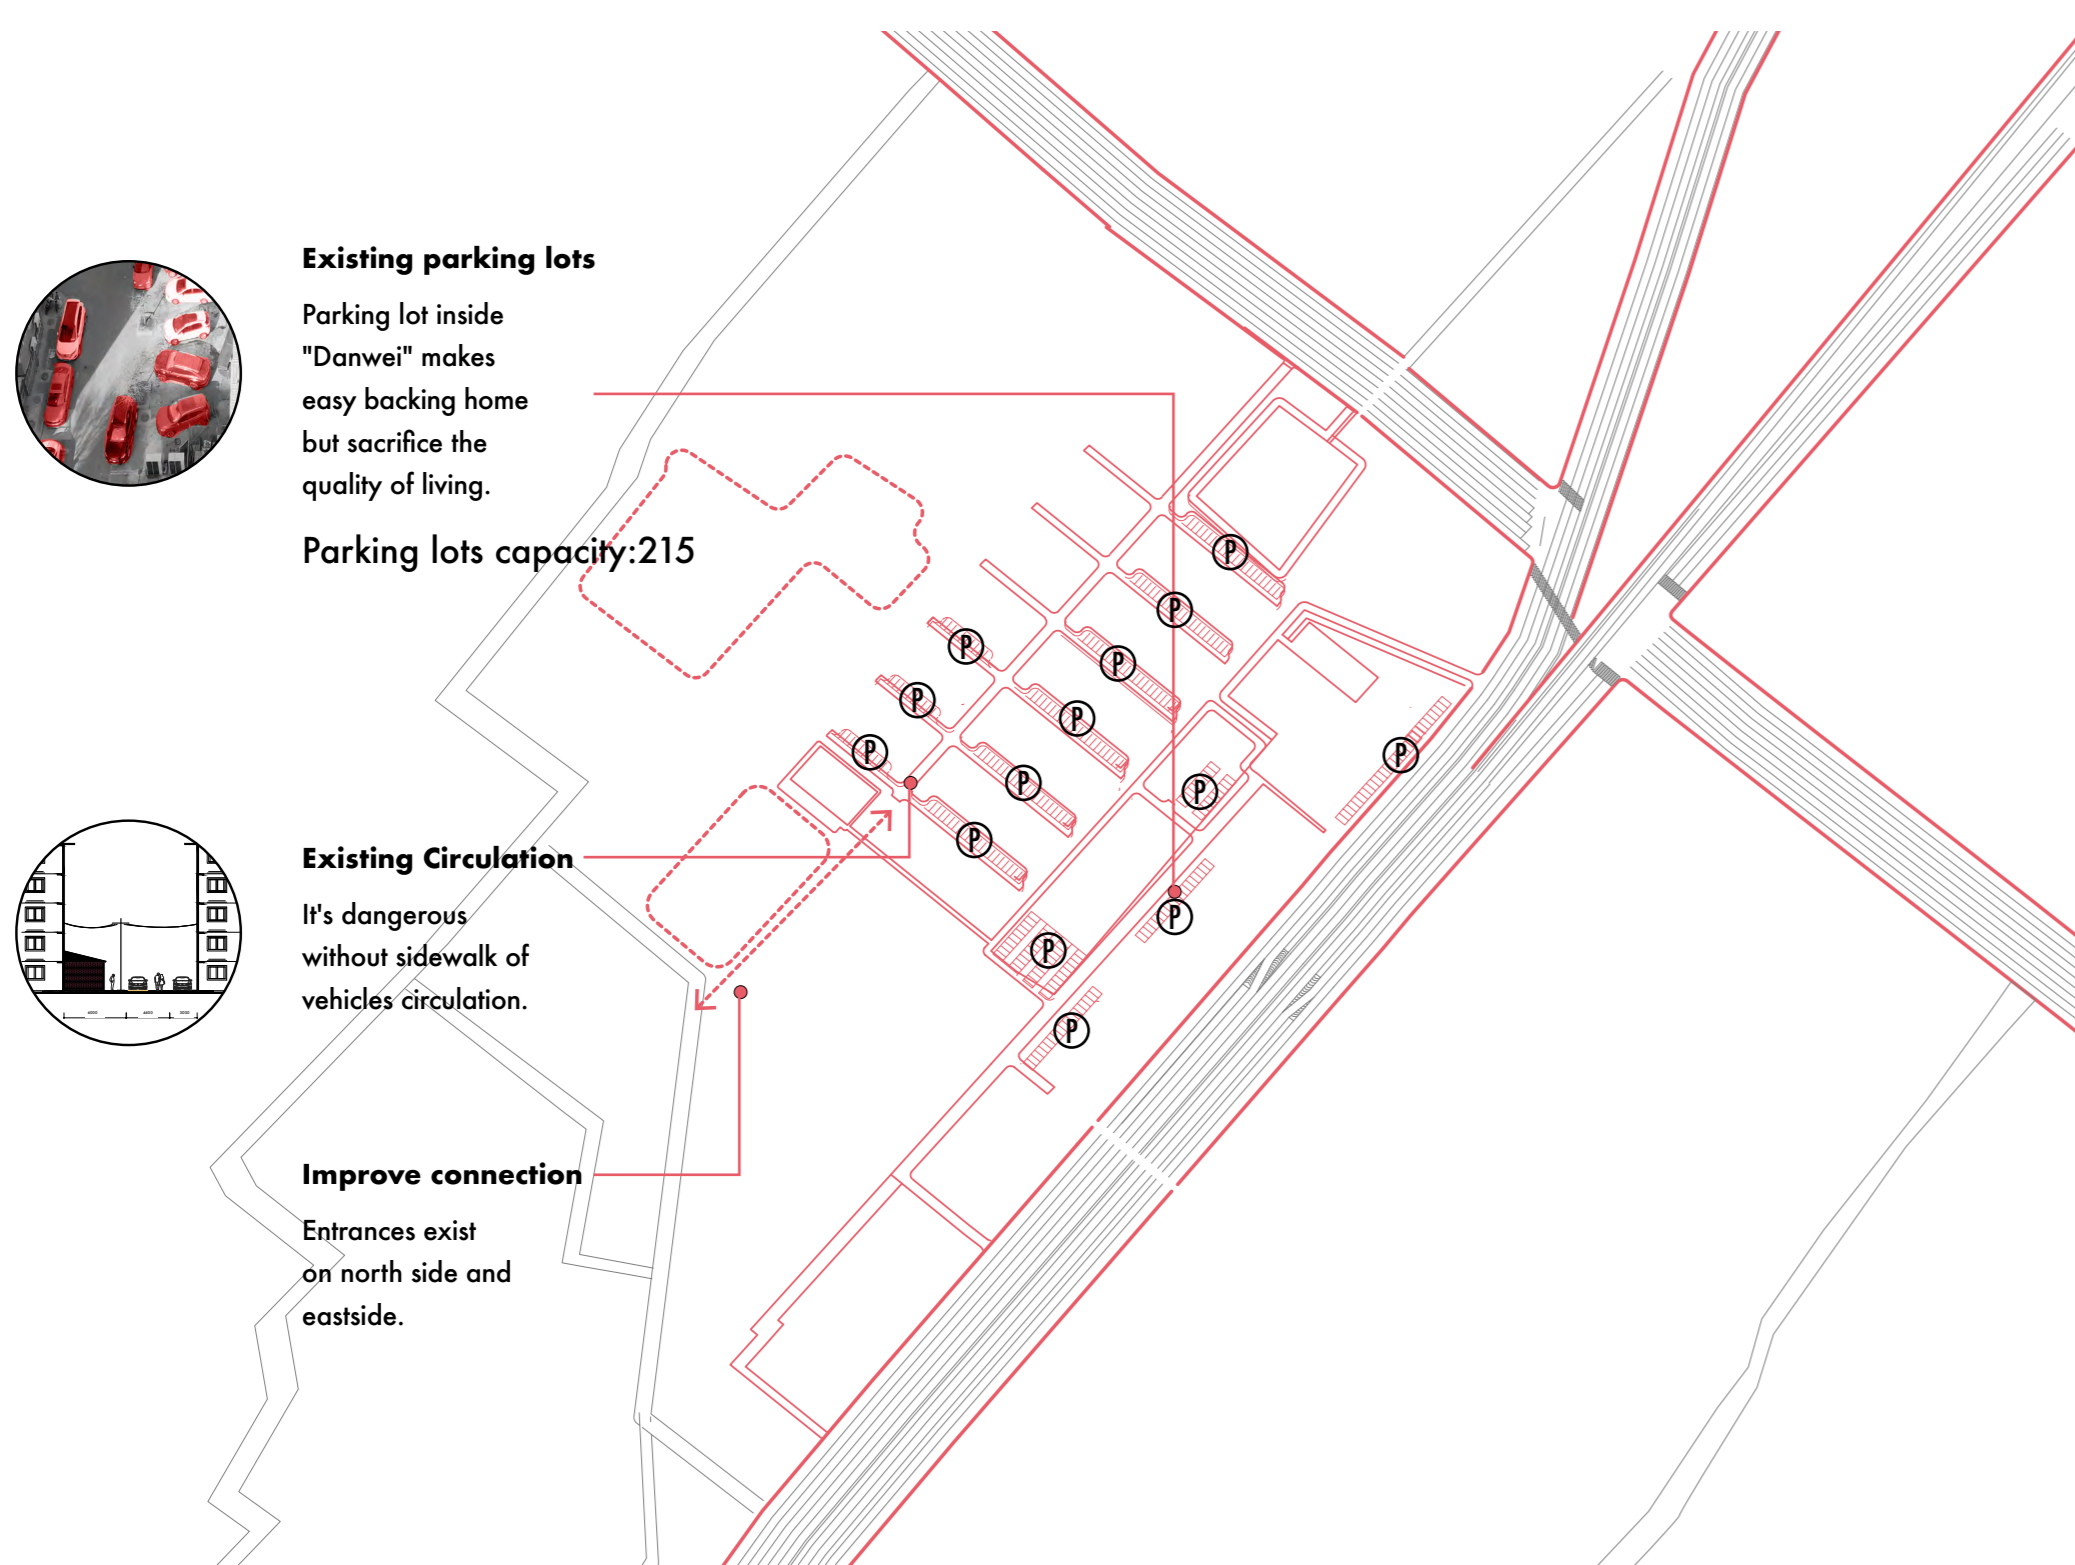 Existing parking lots
Parking lot inside
"Danwei" makes
easy backing home
but sacrifice the
quality of living.
Parking lots capacity:215
P
P
P
P
P
P
P
P
P
P
P
P
P
P
Existing Circulation
It's dangerous
without sidewalk of
vehicles circulation.
Improve connection
Entrances exist
on north side and
eastside.